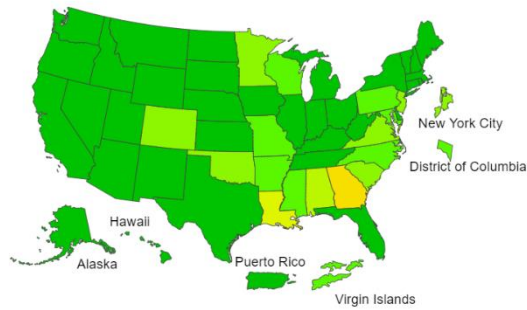 New York City
District of Columbia
Hawaii
Alaska
Puerto Rico
Virgin Islands